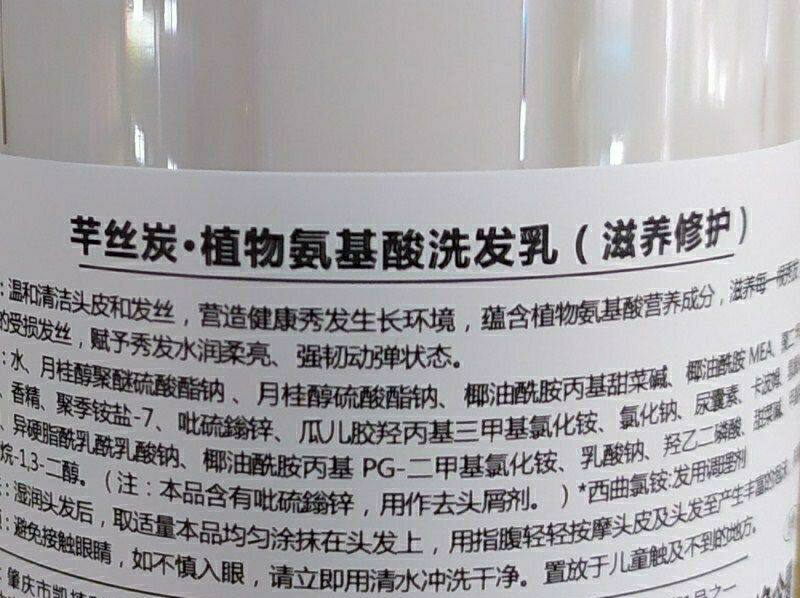 芊丝炭·植物氨基酸洗发乳（滋养修护）
：温和清洁头皮和发丝，营造健康秀发生长环境，蕴含植物氨基酸营养成分，滋养每一
的受损发丝，赋予秀发水润柔亮、强韧动弹状态。
：水、月桂醇聚醚硫酸酯钠、月桂醇硫酸酯钠、椰油酰胺丙基甜菜碱、椰油酰胺 MEA、
、香精、聚季铵盐-7、吡硫鎓锌、瓜儿胶羟丙基三甲基氯化铵、氯化钠、尿囊素、卡波姆、
、异硬脂酰乳酰乳酸钠、椰油酰胺丙基 PG-二甲基氯化铵、乳酸钠、羟乙二磷酸、甜菜碱、
烷-1,3-二醇。（注：本品含有吡硫鎓锌，用作去头屑剂。）*西曲氯铵:发用调理剂
：湿润头发后，取适量本品均匀涂抹在头发上，用指腹轻轻按摩头皮及头发至产生丰富的
：避免接触眼睛，如不慎入眼，请立即用清水冲洗干净。置放于儿童触及不到的地方。
：肇庆市凯